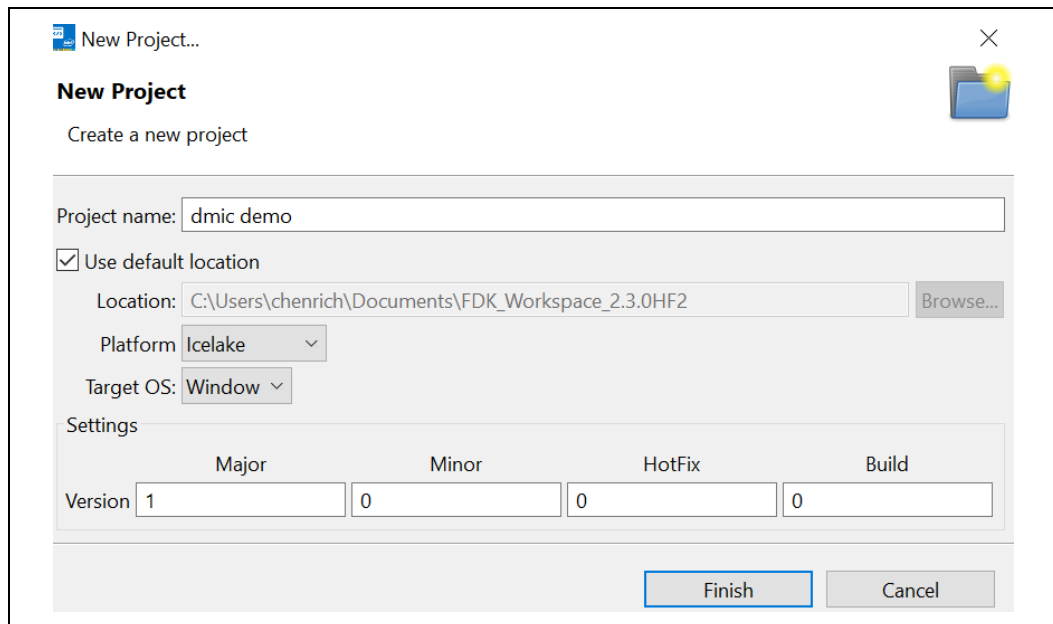 New Project...
New Project
Create a new project
Project name: dmic demo
Use default location
Location: C:\Users\chenrich\Documents\FDK_Workspace_2.3.0HF2 Browse...
Platform Icelake
Target OS: Window
Settings
Major Minor HotFix Build
Version 1 0 0 0
Finish Cancel